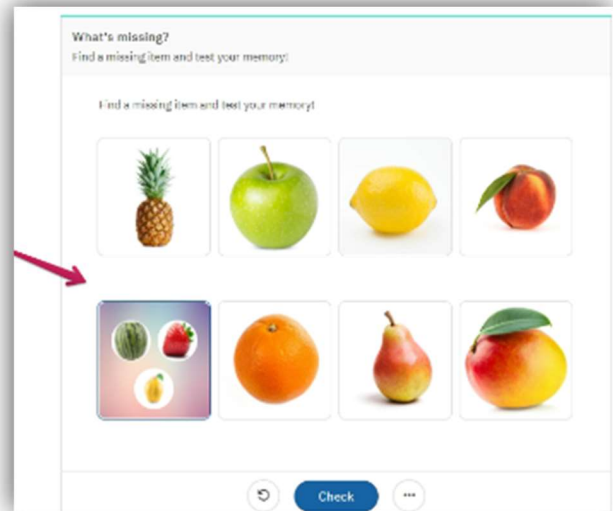 What's missing?
Find a missing item and test your memory!
Find a missing item and test your memory!
Check